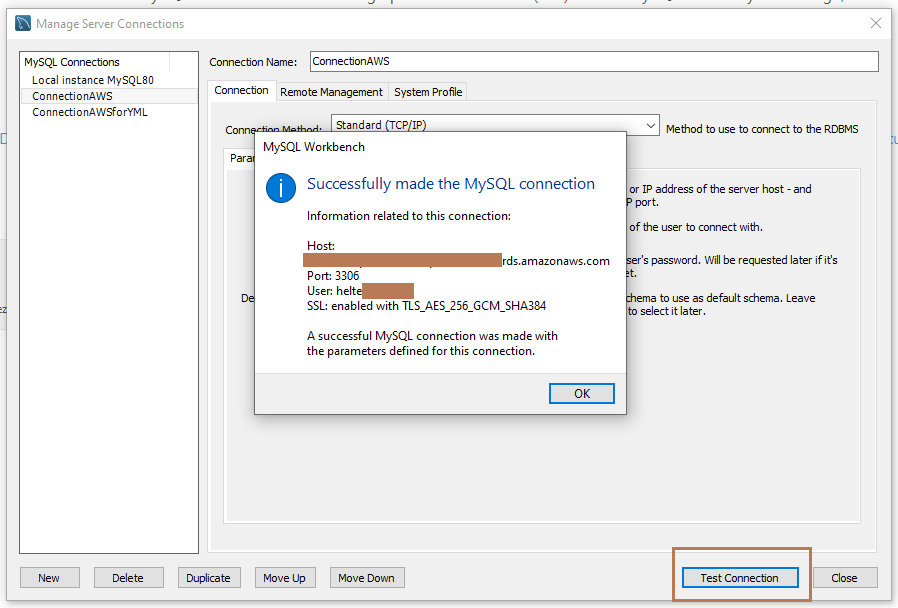 Manage Server Connections
MySQL Connections
Local instance MySQL80
ConnectionAWS
ConnectionAWSforYML
Connection Name: ConnectionAWS
Connection Remote Management System Profile
Connection Method: Standard (TCP/IP) Method to use to connect to the RDBMS
MySQL Workbench
Successfully made the MySQL connection
Information related to this connection:
Host:
rds.amazonaws.com
Port: 3306
User: helte
SSL: enabled with TLS_AES_256_GCM_SHA384
A successful MySQL connection was made with
the parameters defined for this connection.
OK
or IP address of the server host - and
P port.
of the user to connect with.
ser's password. Will be requested later if it's
et.
chema to use as default schema. Leave
to select it later.
New Delete Duplicate Move Up Move Down Test Connection Close